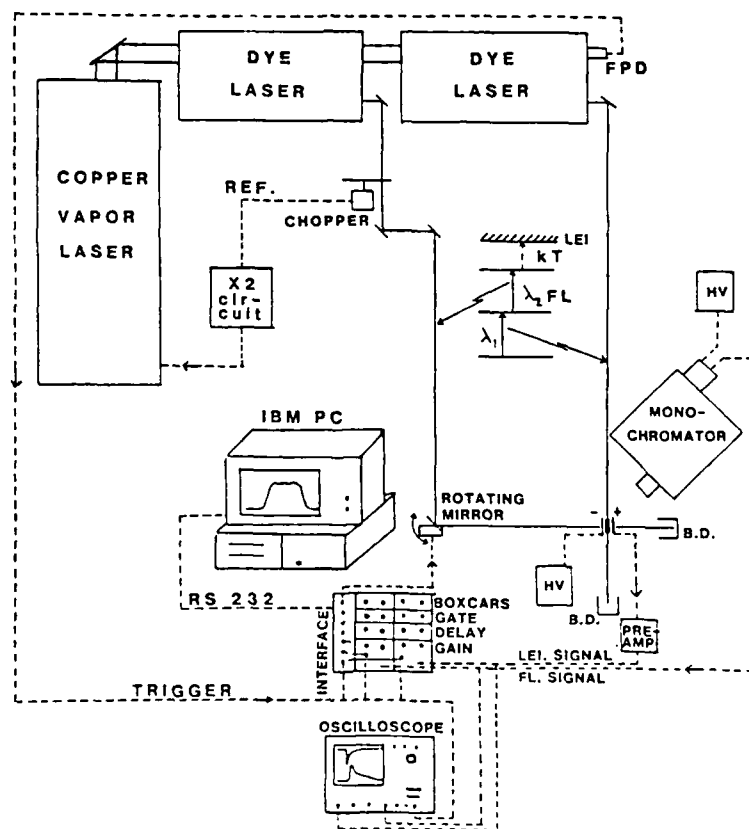 DYE
LASER
DYE
LASER
FPD
COPPER
VAPOR
LASER
REF.
CHOPPER
X2
cir-
cuit
LEI
kT
λ2 FL
λ1
HV
MONO-
CHROMATOR
IBM PC
ROTATING
MIRROR
- +
B.D.
HV
B.D.
PRE-
AMP
RS 232
INTERFACE
BOXCARS
GATE
DELAY
GAIN
LEI. SIGNAL
FL. SIGNAL
TRIGGER
OSCILLOSCOPE